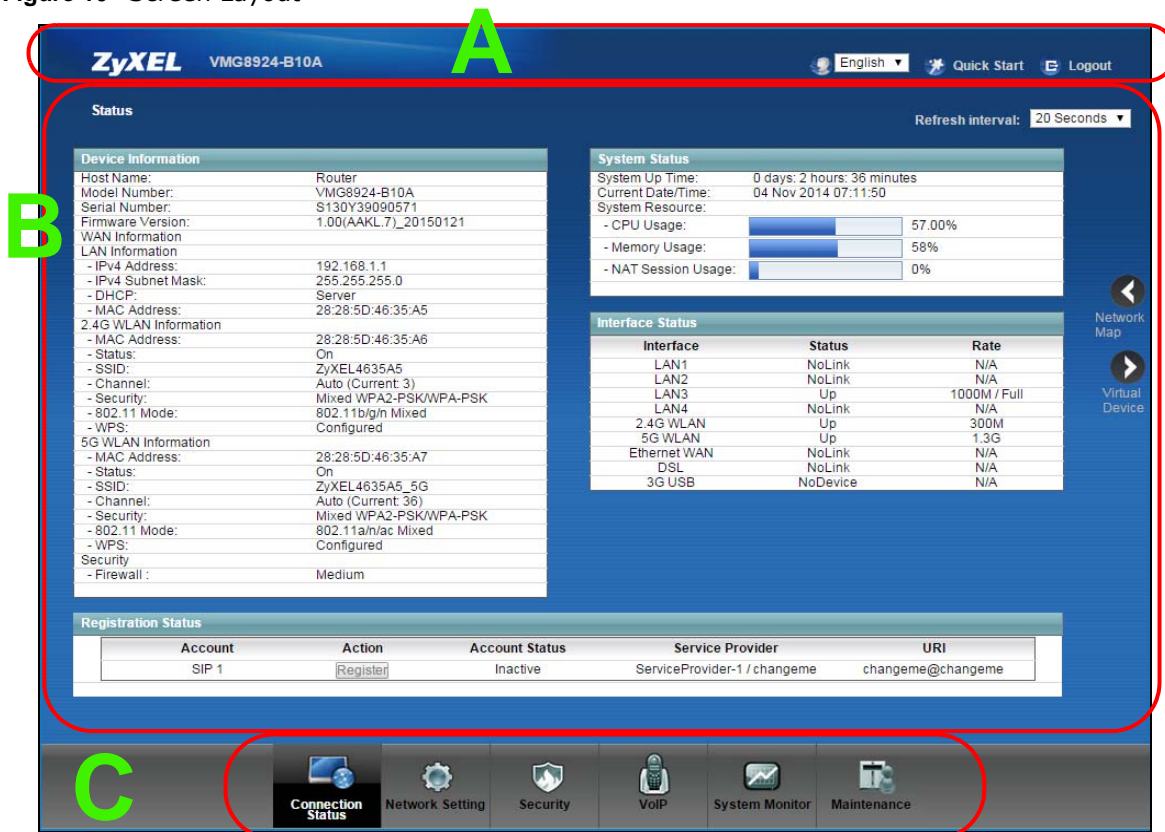 Screen Layout
A
ZyXEL VMG8924-B10A English Quick Start Logout
Status
Refresh interval: 20 Seconds
B
Device Information
Host Name: Router
Model Number: VMG8924-B10A
Serial Number: S130Y39090571
Firmware Version: 1.00(AAKL.7)_20150121
WAN Information
LAN Information
- IPv4 Address: 192.168.1.1
- IPv4 Subnet Mask: 255.255.255.0
- DHCP: Server
- MAC Address: 28:28:5D:46:35:A5
2.4G WLAN Information
- MAC Address: 28:28:5D:46:35:A6
- Status: On
- SSID: ZyXEL4635A5
- Channel: Auto (Current: 3)
- Security: Mixed WPA2-PSK/WPA-PSK
- 802.11 Mode: 802.11b/g/n Mixed
- WPS: Configured
5G WLAN Information
- MAC Address: 28:28:5D:46:35:A7
- Status: On
- SSID: ZyXEL4635A5_5G
- Channel: Auto (Current: 36)
- Security: Mixed WPA2-PSK/WPA-PSK
- 802.11 Mode: 802.11a/n/ac Mixed
- WPS: Configured
Security
- Firewall : Medium
System Status
System Up Time: 0 days: 2 hours: 36 minutes
Current Date/Time: 04 Nov 2014 07:11:50
System Resource:
- CPU Usage: 57.00%
- Memory Usage: 58%
- NAT Session Usage: 0%
Interface Status
Interface Status Rate
LAN1 NoLink N/A
LAN2 NoLink N/A
LAN3 Up 1000M / Full
LAN4 NoLink N/A
2.4G WLAN Up 300M
5G WLAN Up 1.3G
Ethernet WAN NoLink N/A
DSL NoLink N/A
3G USB NoDevice N/A
Network
Map
Virtual
Device
Registration Status
Account Action Account Status Service Provider URI
SIP 1 Register Inactive ServiceProvider-1 / changeme changeme@changeme
C
Connection
Status
Network Setting
Security
VoIP
System Monitor
Maintenance